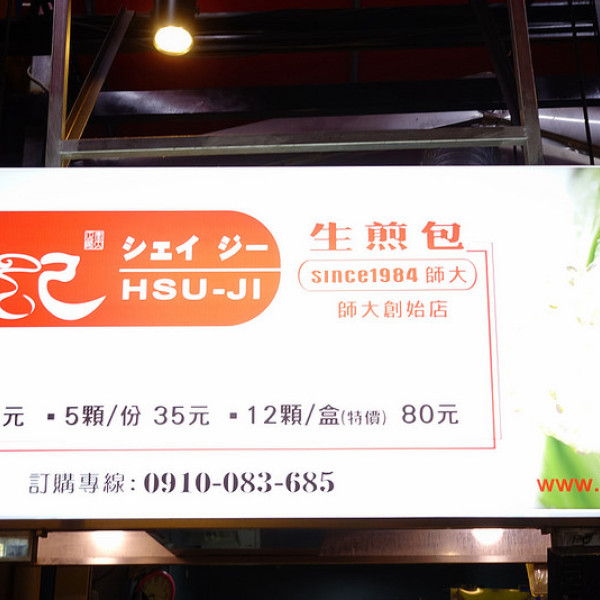 記 シェイ ジー
HSU-JI
生煎包
since1984 師大
師大創始店
元 ▪ 5顆/份 35元 ▪ 12顆/盒(特價) 80元
訂購專線: 0910-083-685
www.